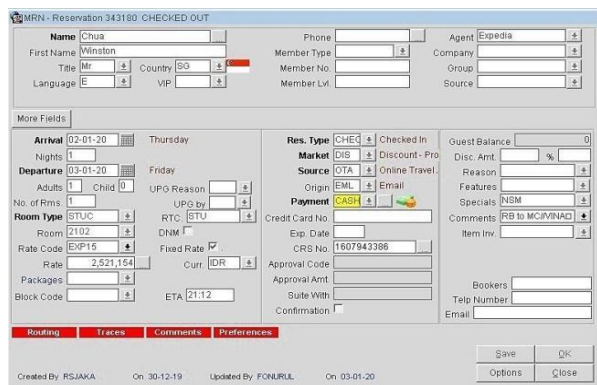 MRN - Reservation 343180 CHECKED OUT
Name Chua Phone Agent Expedia
First Name Winston Member Type Company
Title Mr Country SG Member No. Group
Language E VIP Member Lvl. Source
More Fields
Arrival 02-01-20 Thursday Res. Type CHEC Checked In Guest Balance 0
Nights 1 Market DIS Discount - Pro Disc. Amt. %
Departure 03-01-20 Friday Source OTA Online Travel. Reason
Adults 1 Child 0 UPG Reason Origin EML Email Features
No. of Rms. 1 UPG by Payment CASH Specials NSM
Room Type STUC RTC STU Credit Card No. Comments RB to MC//VINA
Room 2102 DNM Exp. Date Item Inv.
Rate Code EXP15 Fixed Rate CRS No. 1607943386
Rate 2,521,154 Curr. IDR Approval Code
Packages Approval Amt. Bookers
Block Code ETA 21:12 Suite With Telp Number
Confirmation Email
Routing Traces Comments Preferences
Save OK
Created By RSJAKA On 30-12-19 Updated By FONURUL On 03-01-20 Options Close